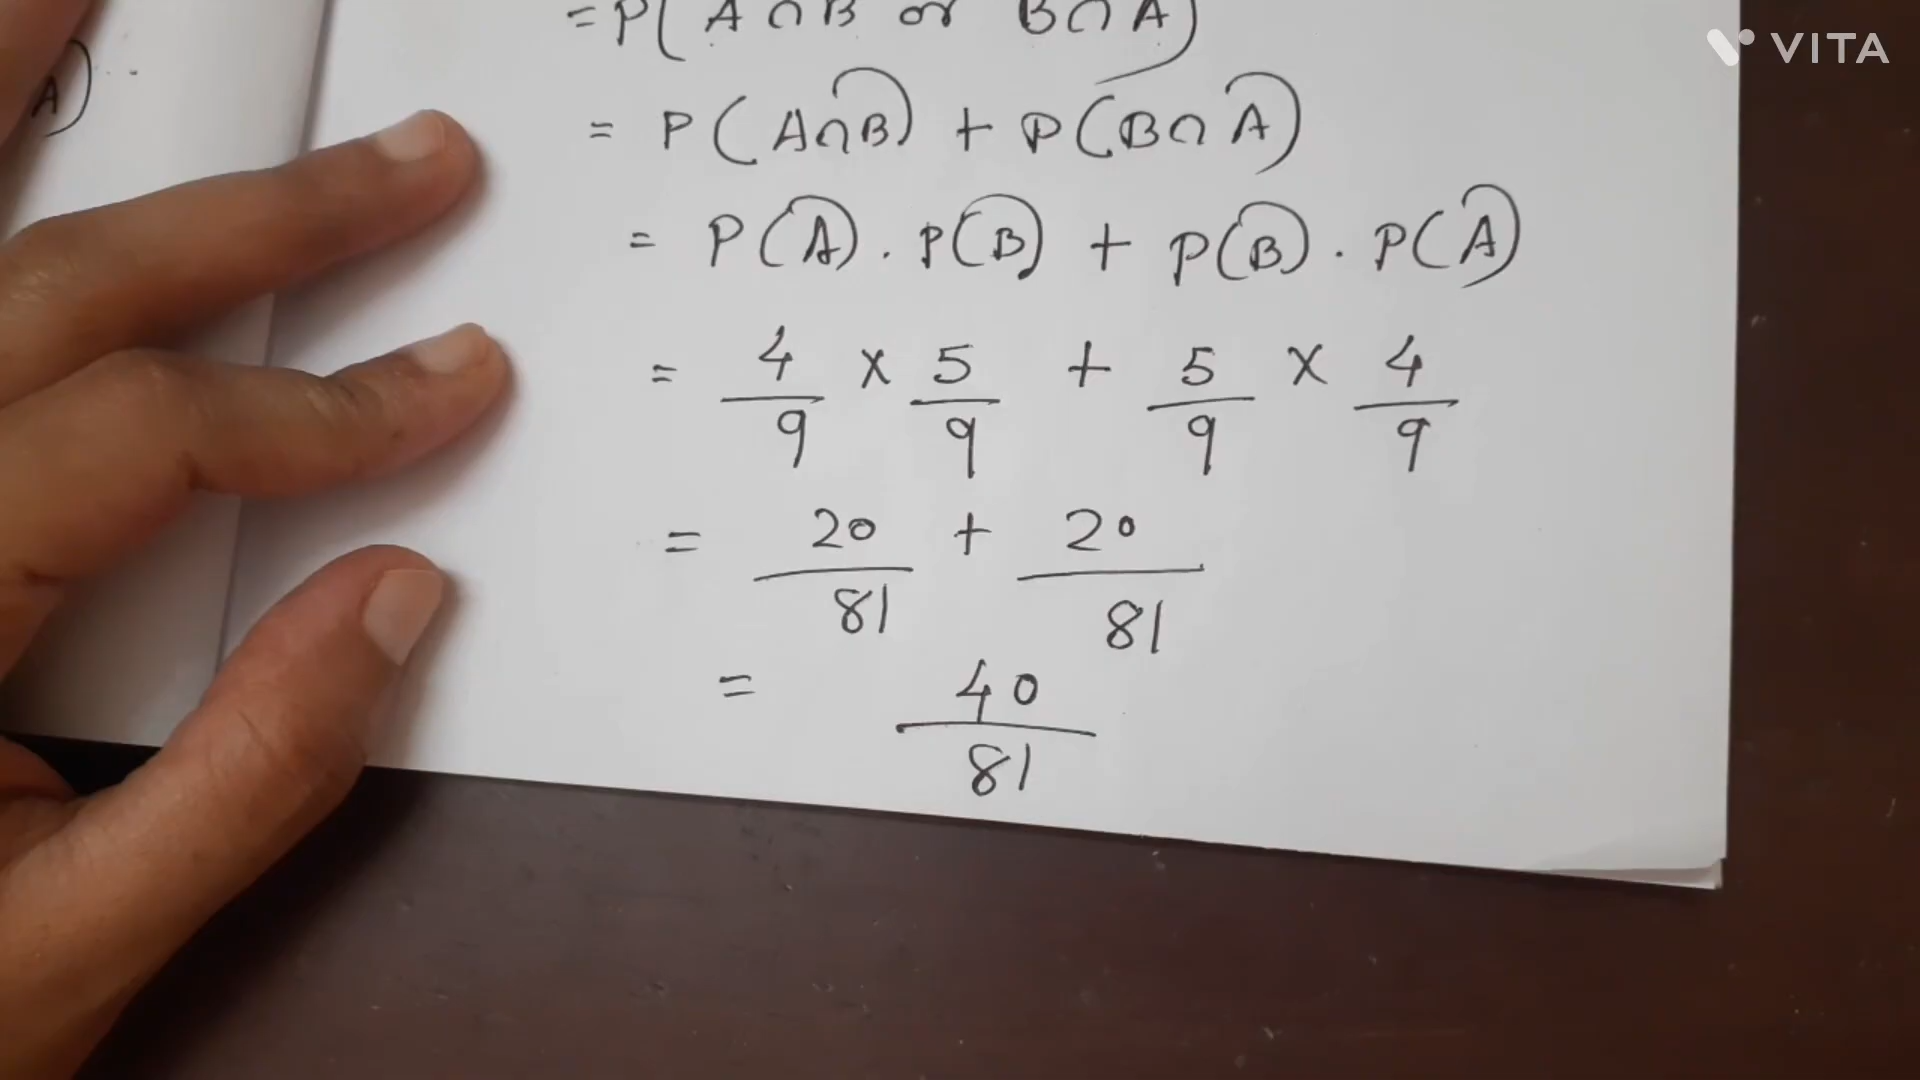 A)
VITA
= P( A ∩ B or B ∩ A)
= P(A∩B) + P(B∩A)
= P(A) . P(B) + P(B) . P(A)
= 4/9 × 5/9 + 5/9 × 4/9
= 20/81 + 20/81
= 40/81